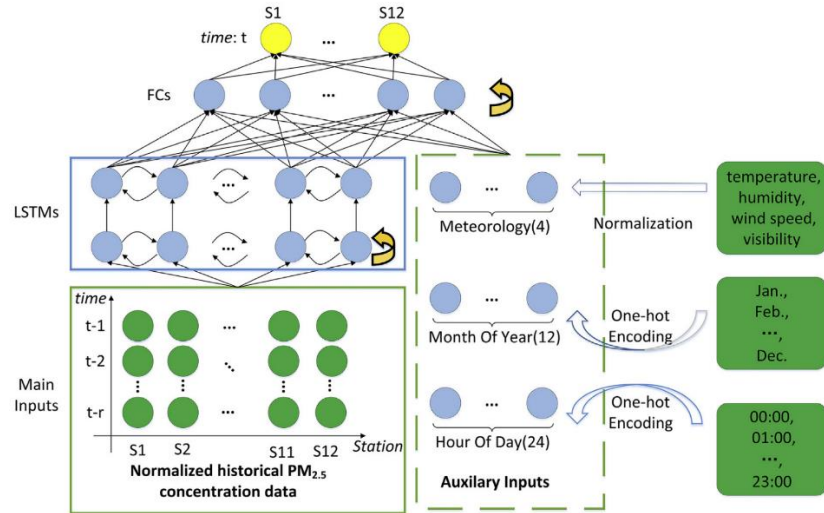 S1
S12
time: t
...
FCs
...
LSTMs
...
...
Meteorology(4)
Normalization
temperature,
humidity,
wind speed,
visibility
time
t-1
t-2
t-r
Main
Inputs
...
...
S1
S2
S11
S12
Station
Normalized historical PM2.5
concentration data
...
...
Month Of Year(12)
One-hot
Encoding
Jan.,
Feb.,
...,
Dec.
...
Hour Of Day(24)
One-hot
Encoding
00:00,
01:00,
...,
23:00
Auxilary Inputs